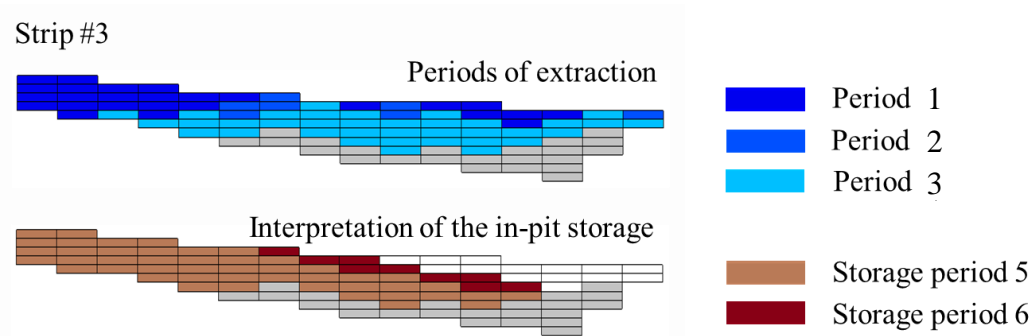 Strip #3
Periods of extraction
Period 1
Period 2
Period 3
Interpretation of the in-pit storage
Storage period 5
Storage period 6